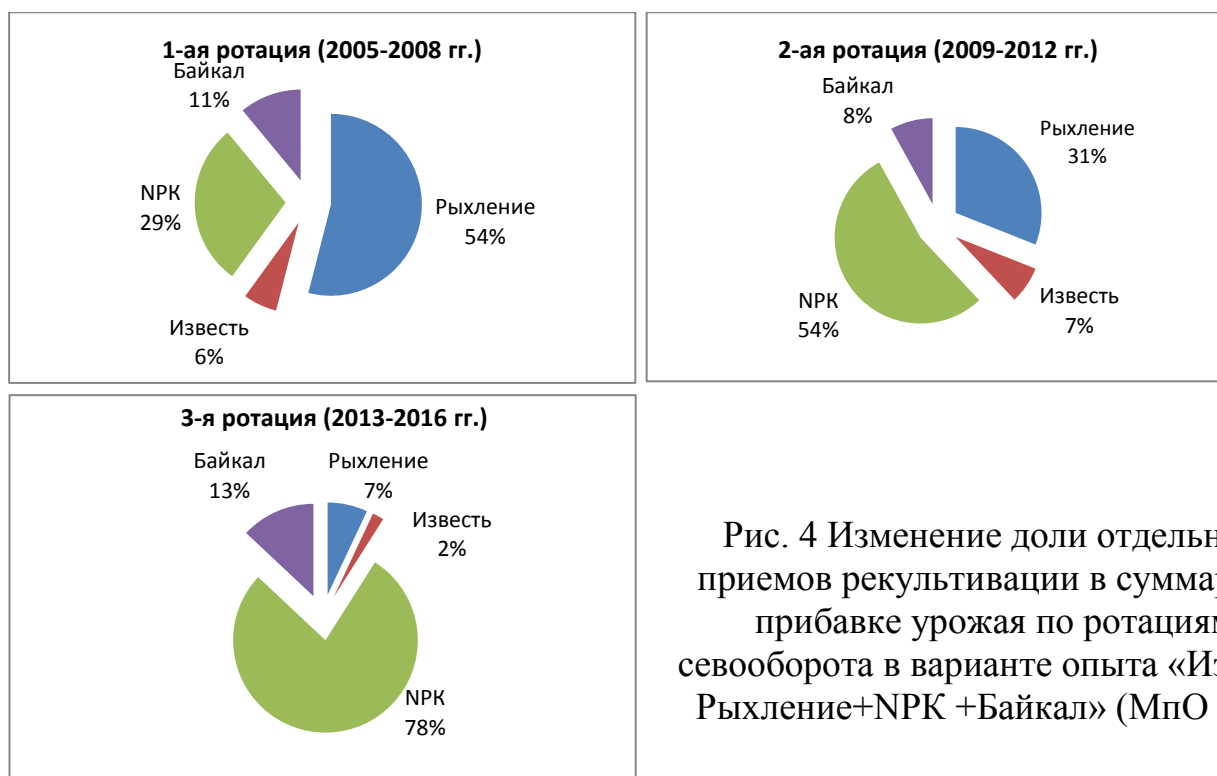 1-ая ротация (2005-2008 гг.)
Байкал
11%
NPK
29%
Рыхление
54%
Известь
6%
2-ая ротация (2009-2012 гг.)
Байкал
8%
Рыхление
31%
NPK
54%
Известь
7%
3-я ротация (2013-2016 гг.)
Байкал
13%
Рыхление
7%
Известь
2%
NPK
78%
Рис. 4 Изменение доли
приемов рекультивации в
прибавке урожая по
севооборота в варианте опыта
Рыхление+NPK +Байкал» (МпО